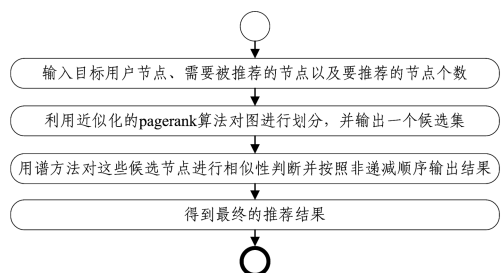 输入目标用户节点、需要被推荐的节点以及要推荐的节点个数
利用近似化的pagerank算法对图进行划分，并输出一个候选集
用谱方法对这些候选节点进行相似性判断并按照非递减顺序输出结果
得到最终的推荐结果